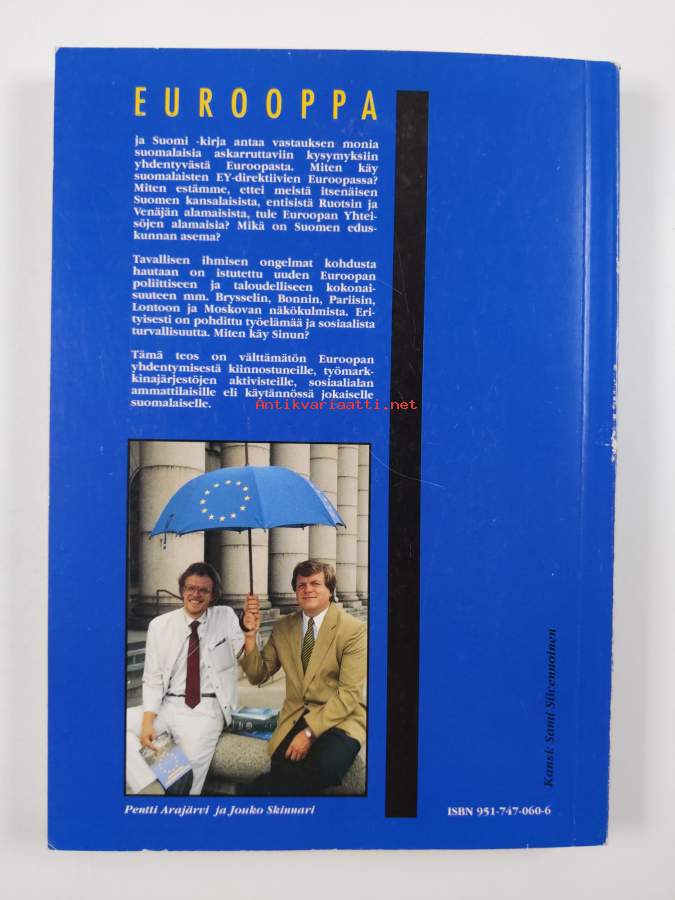 EUROOPPA
ja Suomi -kirja antaa vastauksen monia
suomalaisia askarruttaviin kysymyksiin
yhdentyvästä Euroopasta. Miten käy
suomalaisten EY-direktiivien Euroopassa?
Miten estämme, ettei meistä itsenäisen
Suomen kansalaisista, entisistä Ruotsin ja
Venäjän alamaisista, tule Euroopan Yhtei-
söjen alamaisia? Mikä on Suomen edus-
kunnan asema?
Tavallisen ihmisen ongelmat kohdusta
hautaan on istutettu uuden Euroopan
poliittiseen ja taloudelliseen kokonai-
suuteen mm. Brysselin, Bonnin, Pariisin,
Lontoon ja Moskovan näkökulmista. Eri-
tyisesti on pohdittu työelämää ja sosiaalista
turvallisuutta. Miten käy Sinun?
Tämä teos on välttämätön Euroopan
yhdentymisestä kiinnostuneille, työmark-
kinajärjestöjen aktivisteille, sosiaalialan
ammattilaisille eli käytännössä jokaiselle
suomalaiselle.
Antikvariaatti.net
Pentti Arajärvi ja Jouko Skinnari
ISBN 951-747-060-6
Kansi: Sami Silvennoinen